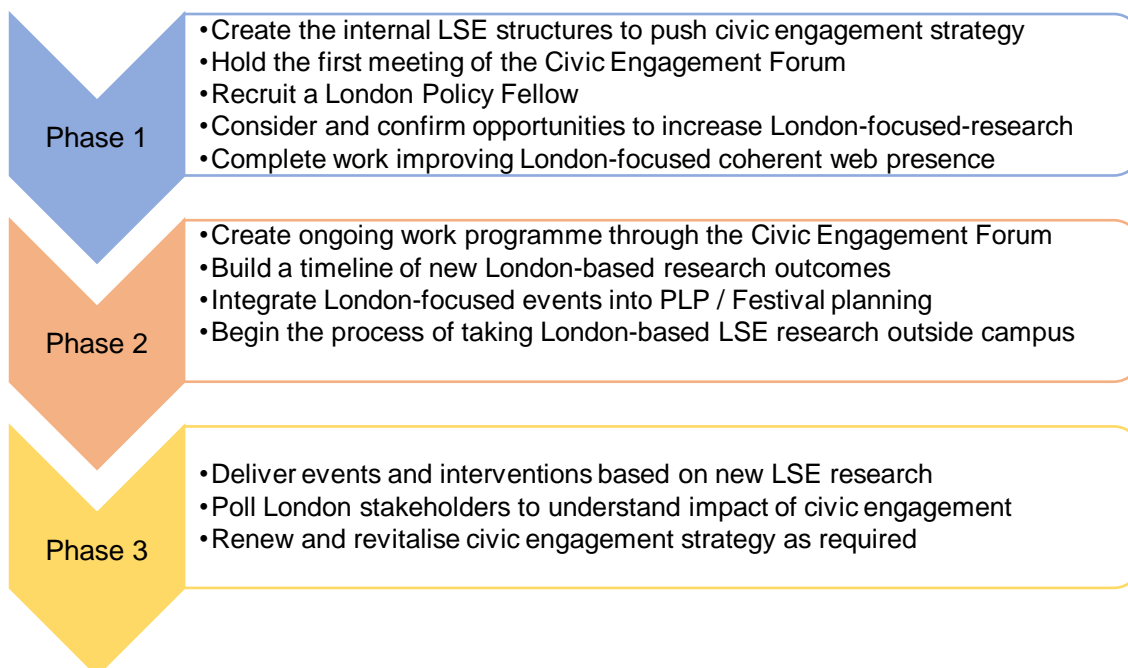 Phase 1
•Create the internal LSE structures to push civic engagement strategy
•Hold the first meeting of the Civic Engagement Forum
•Recruit a London Policy Fellow
•Consider and confirm opportunities to increase London-focused-research
•Complete work improving London-focused coherent web presence
Phase 2
•Create ongoing work programme through the Civic Engagement Forum
•Build a timeline of new London-based research outcomes
•Integrate London-focused events into PLP / Festival planning
•Begin the process of taking London-based LSE research outside campus
Phase 3
•Deliver events and interventions based on new LSE research
•Poll London stakeholders to understand impact of civic engagement
•Renew and revitalise civic engagement strategy as required